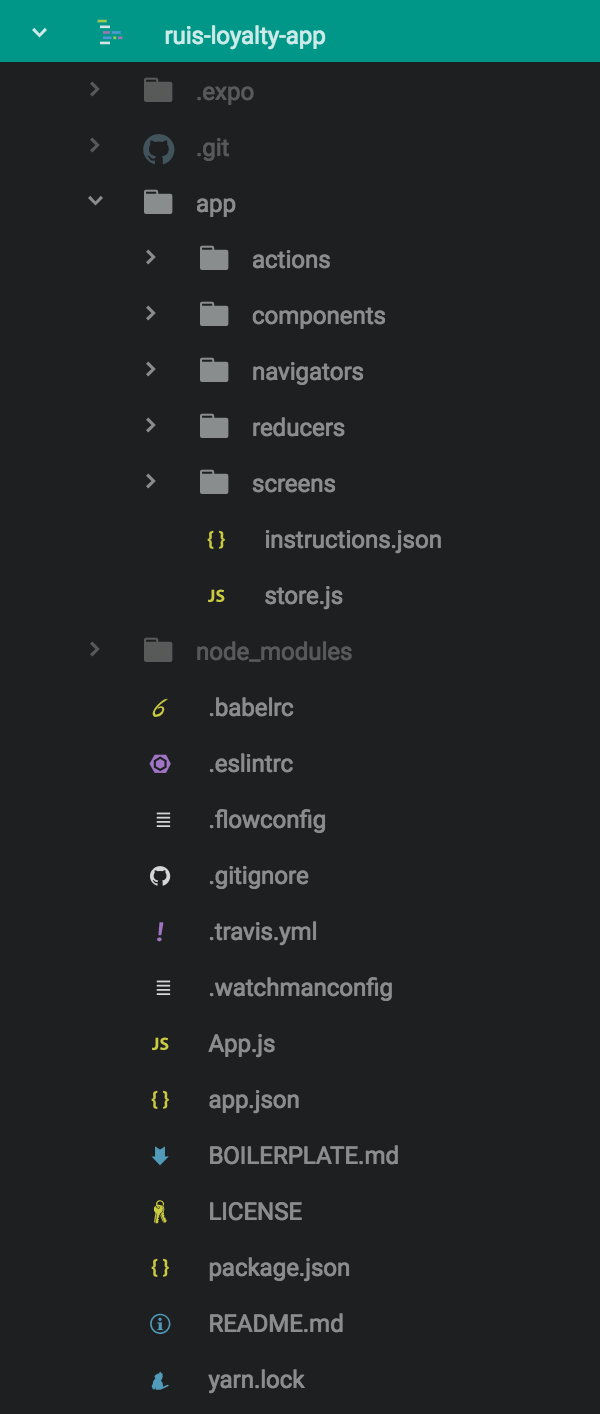 ruis-loyalty-app
.expo
.git
app
actions
components
navigators
reducers
screens
{ } instructions.json
JS store.js
node_modules
6 .babelrc
.eslintrc
.flowconfig
.gitignore
! .travis.yml
.watchmanconfig
JS App.js
{ } app.json
BOILERPLATE.md
LICENSE
{ } package.json
README.md
yarn.lock